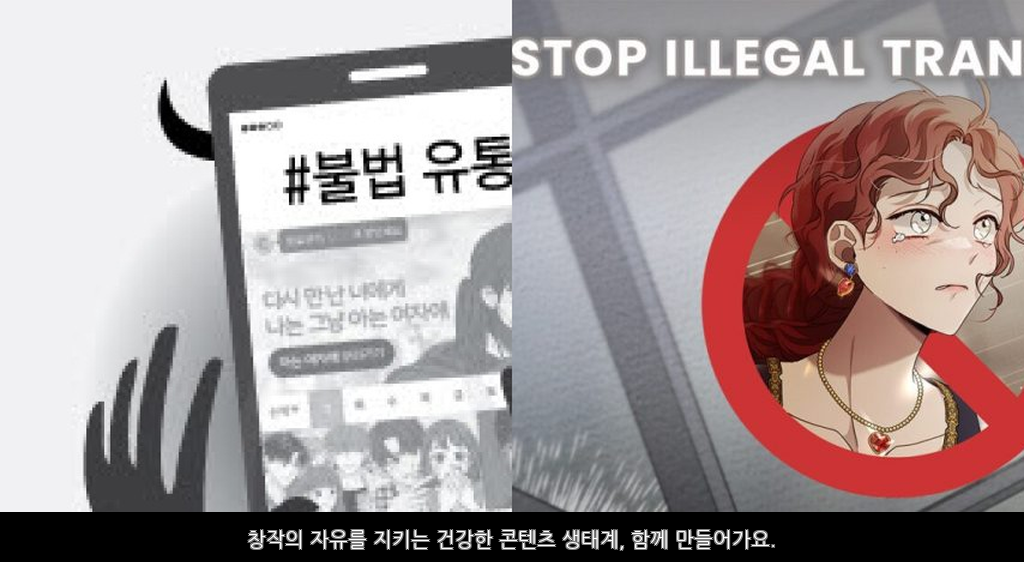 #불법 유통
다시 만난 너에게
나는 그냥 아는 여자애
STOP ILLEGAL TRAN
창작의 자유를 지키는 건강한 콘텐츠 생태계, 함께 만들어가요.